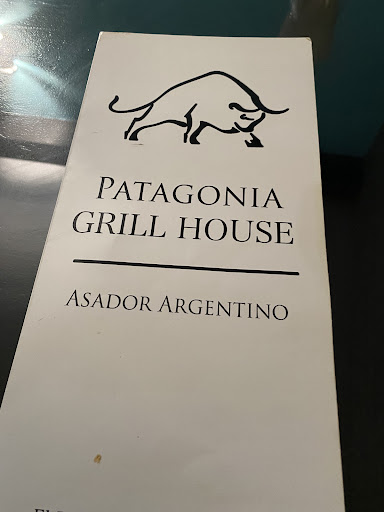 PATAGONIA
GRILL HOUSE
ASADOR ARGENTINO